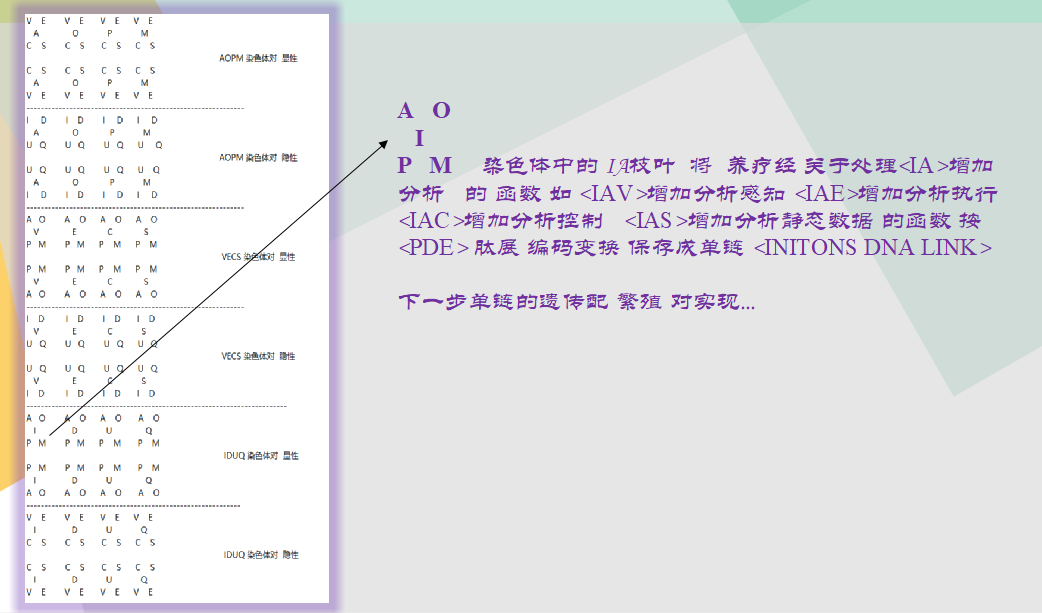 V E V E V E V E
A O P M
C S C S C S C S
AOPM 染色体对 显性
C S C S C S C S
A O P M
V E V E V E V E
I D I D I D I D
A O P M
U Q U Q U Q U Q
AOPM 染色体对 隐性
U Q U Q U Q U Q
A O P M
I D I D I D I D
A O A O A O A O
V E C S
P M P M P M P M
VECS 染色体对 显性
P M P M P M P M
V E C S
A O A O A O A O
I D I D I D I D
V E C S
U Q U Q U Q U Q
VECS 染色体对 隐性
U Q U Q U Q U Q
V E C S
I D I D I D I D
A O A O A O A O
I D U Q
P M P M P M P M
IDUQ 染色体对 显性
P M P M P M P M
I D U Q
A O A O A O A O
V E V E V E V E
I D U Q
C S C S C S C S
IDUQ 染色体对 隐性
C S C S C S C S
I D U Q
V E V E V E V E
A O
I
P M 染色体中的 IA枝叶 将 养疗经 关于处理<IA>增加
分析 的 函数 如 <IAV>增加分析感知 <IAE>增加分析执行
<IAC>增加分析控制 <IAS>增加分析静态数据 的函数 按
<PDE>肽展 编码变换 保存成单链 <INITONS DNA LINK>
下一步单链的遗传配 繁殖 对实现...